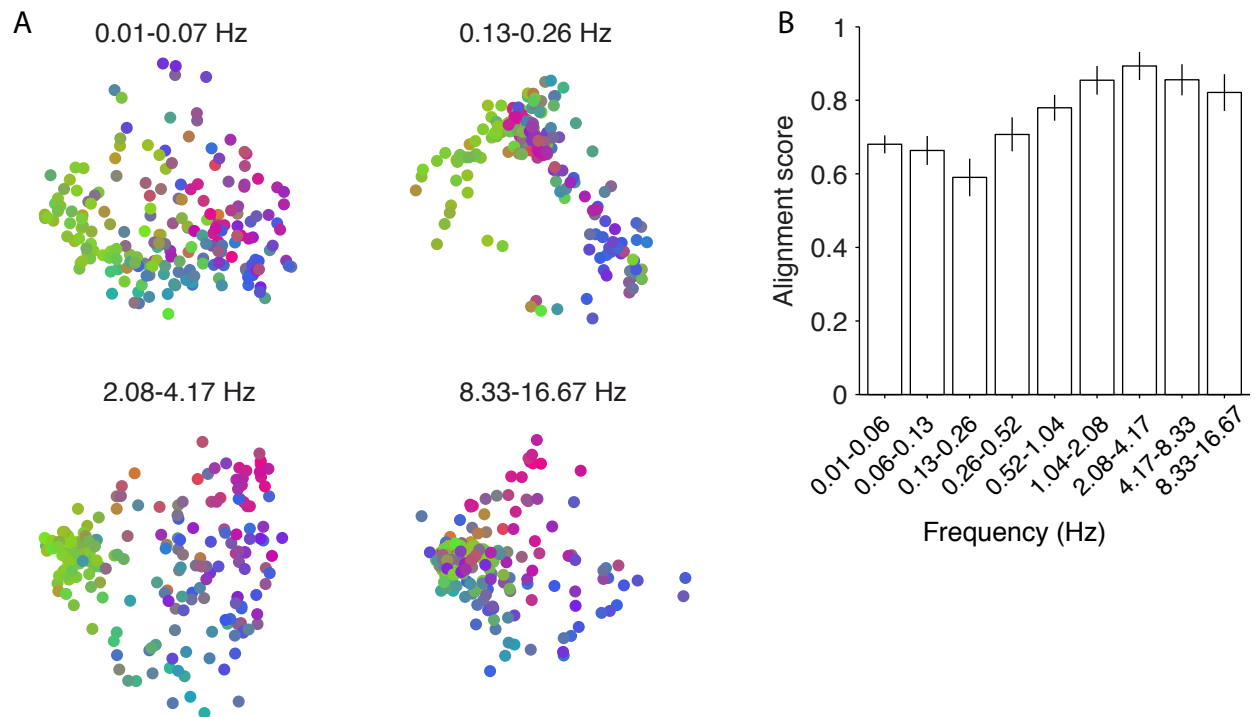 A
0.01-0.07 Hz
0.13-0.26 Hz
2.08-4.17 Hz
8.33-16.67 Hz
B
1
0.8
0.6
0.4
0.2
0
Alignment score
0.01-0.06
0.06-0.13
0.13-0.26
0.26-0.52
0.52-1.04
1.04-2.08
2.08-4.17
4.17-8.33
8.33-16.67
Frequency (Hz)